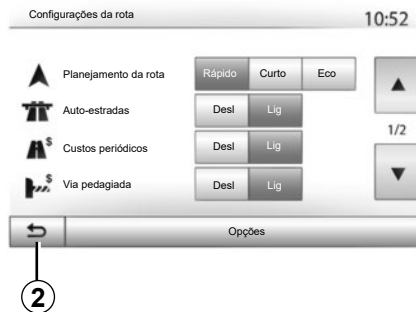 Configurações da rota 10:52
Planejamento da rota Rápido Curto Eco
Auto-estradas Desl Lig
1/2
Custos periódicos Desl Lig
Via pedagiada Desl Lig
Opções
2